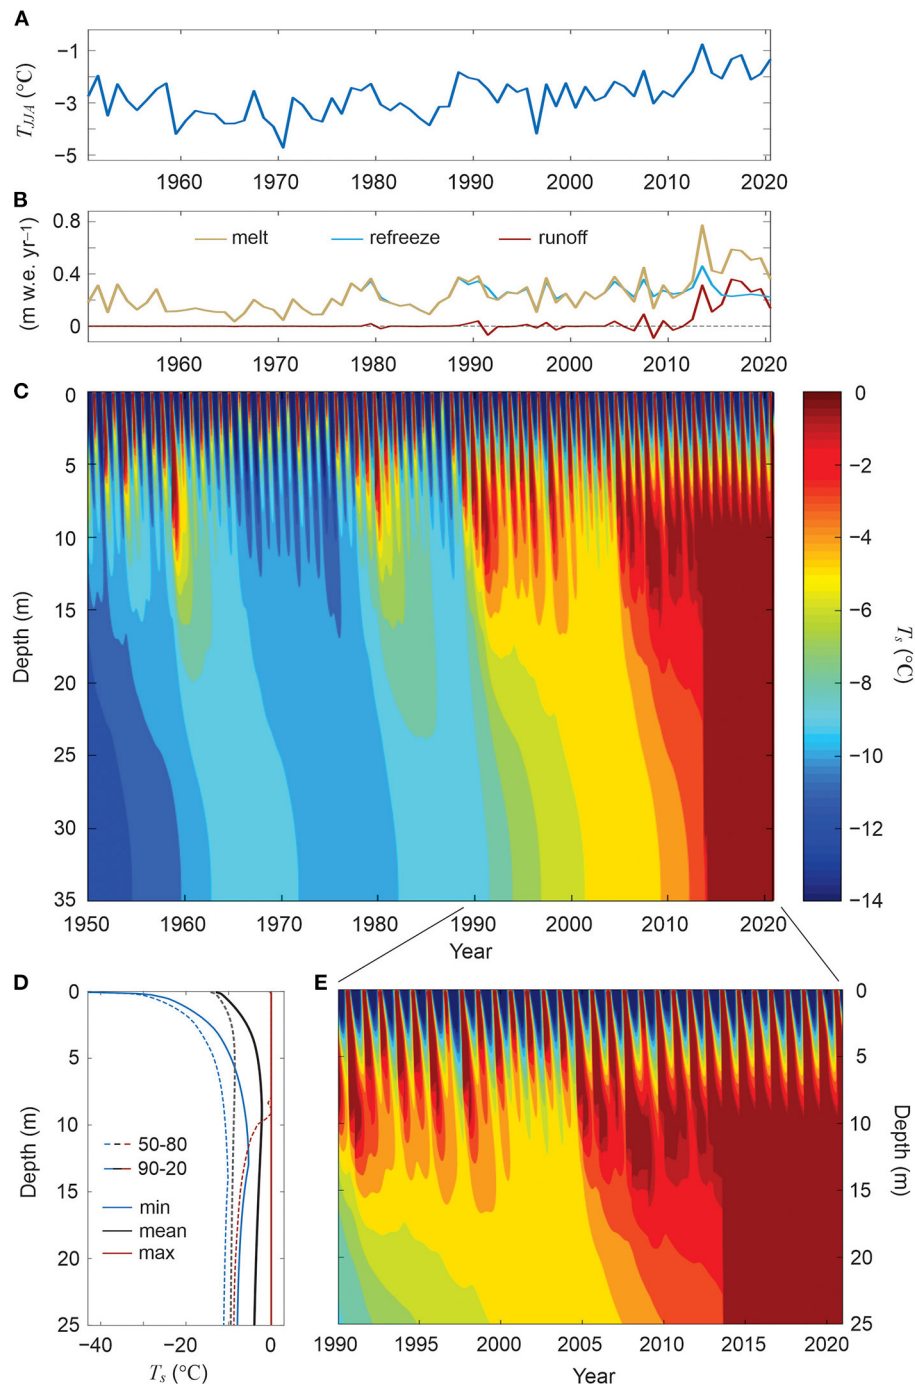 A
−1
−3
−5
T_JJA (°C)
1960 1970 1980 1990 2000 2010 2020
B
0.8
0.4
0
(m w.e. yr−1)
melt refreeze runoff
1960 1970 1980 1990 2000 2010 2020
C
0
5
10
15
20
25
30
35
Depth (m)
1950 1960 1970 1980 1990 2000 2010 2020
Year
0
−2
−4
−6
−8
−10
−12
−14
T_s (°C)
D
0
5
10
15
20
25
Depth (m)
50-80
90-20
min
mean
max
−40 −20 0
T_s (°C)
E
0
5
10
15
20
25
Depth (m)
1990 1995 2000 2005 2010 2015 2020
Year